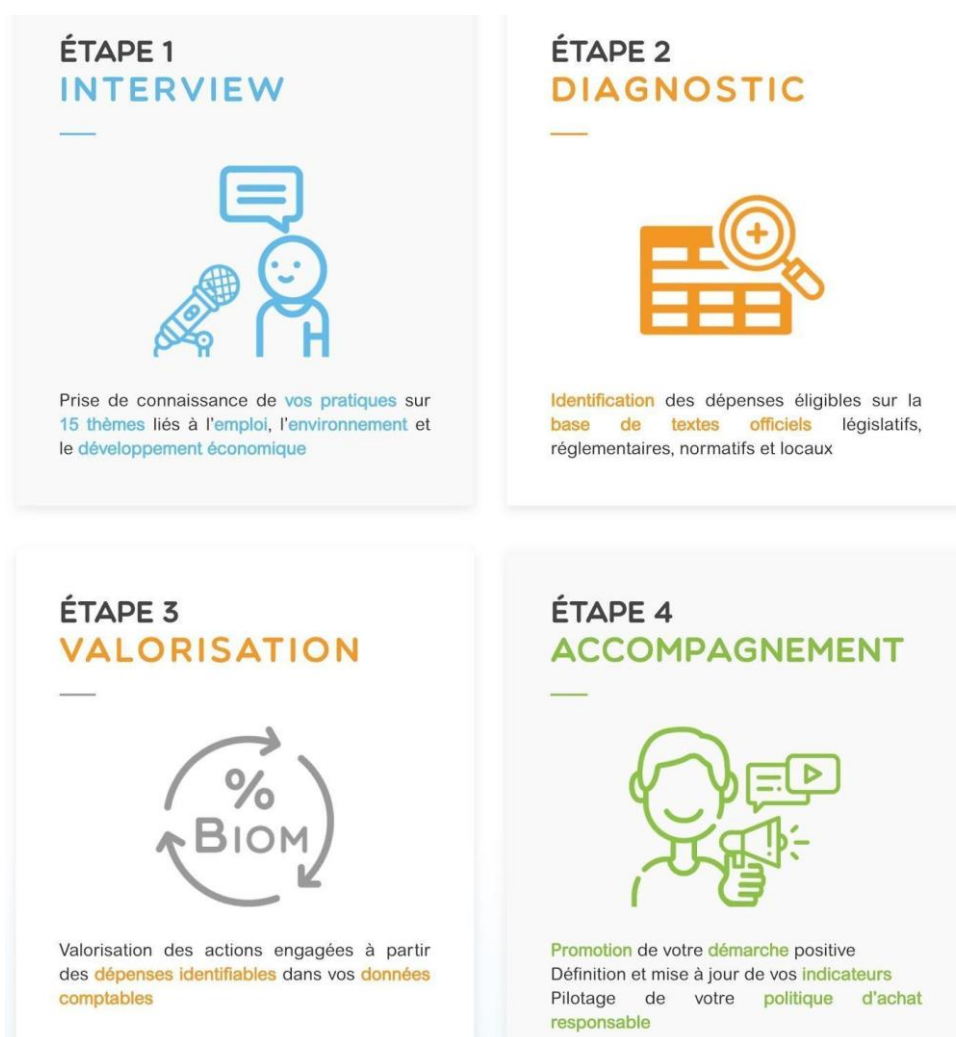 ÉTAPE 1
INTERVIEW
Prise de connaissance de vos pratiques sur
15 thèmes liés à l'emploi, l'environnement et
le développement économique
ÉTAPE 2
DIAGNOSTIC
Identification des dépenses éligibles sur la
base de textes officiels législatifs,
réglementaires, normatifs et locaux
ÉTAPE 3
VALORISATION
%
BIOM
Valorisation des actions engagées à partir
des dépenses identifiables dans vos données
comptables
ÉTAPE 4
ACCOMPAGNEMENT
Promotion de votre démarche positive
Définition et mise à jour de vos indicateurs
Pilotage de votre politique d'achat
responsable